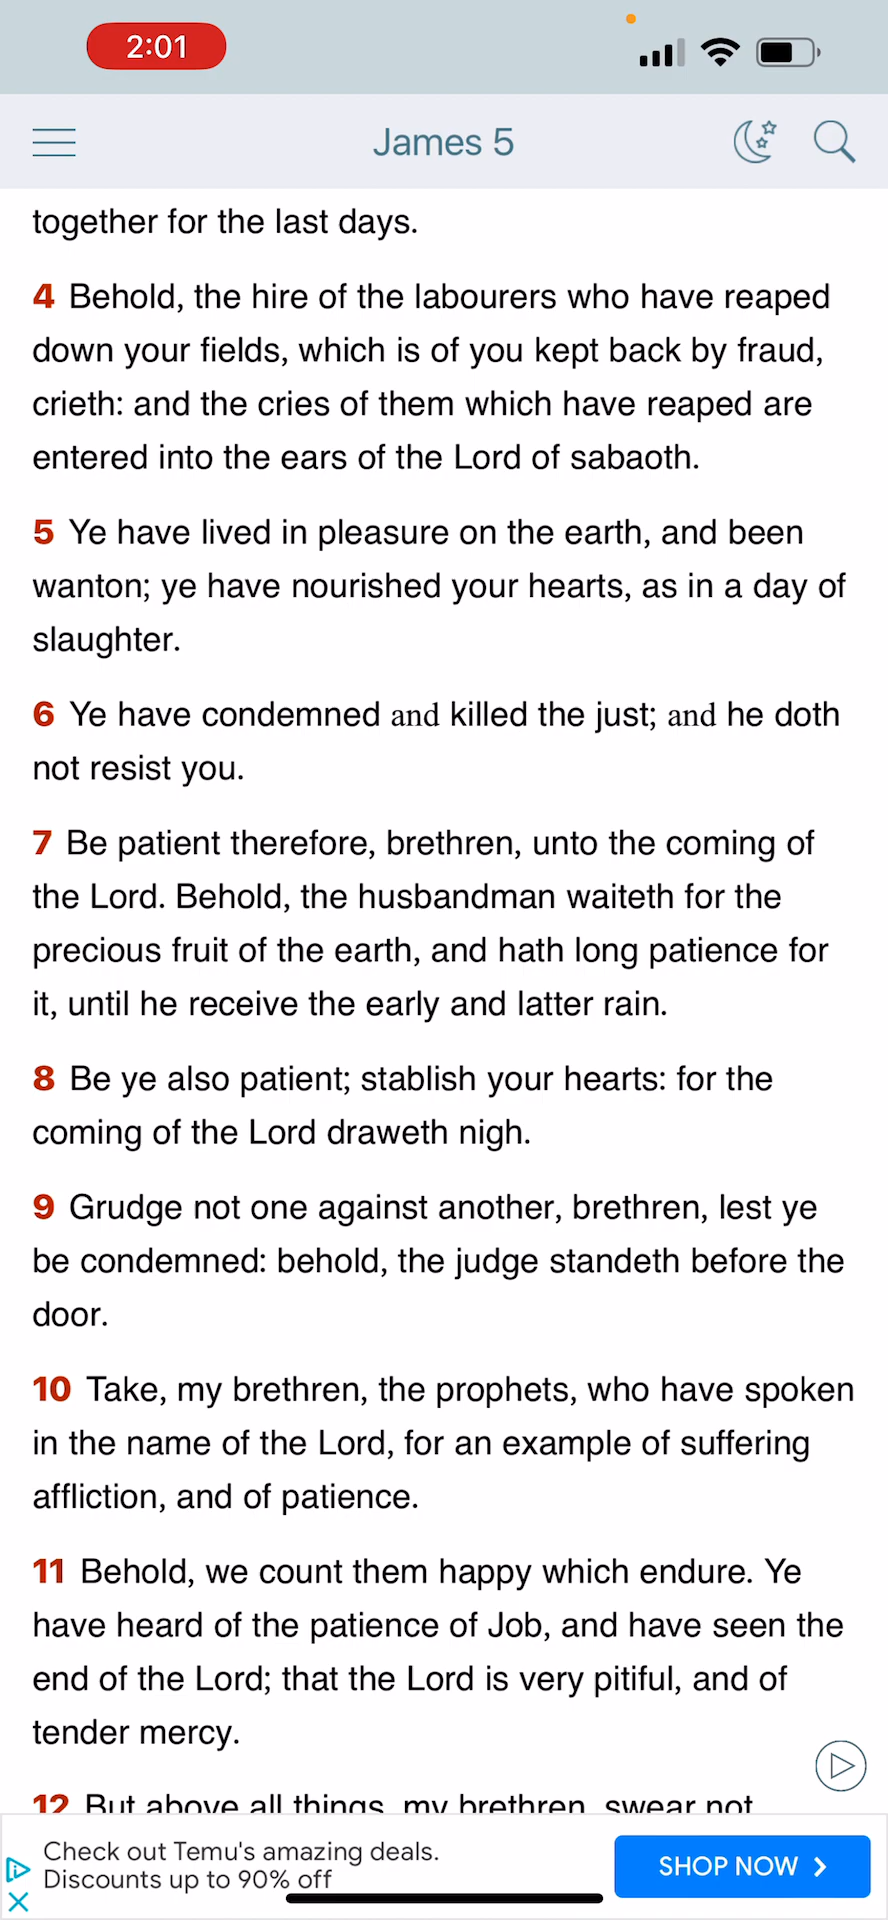 2:01
James 5
together for the last days.
4 Behold, the hire of the labourers who have reaped
down your fields, which is of you kept back by fraud,
crieth: and the cries of them which have reaped are
entered into the ears of the Lord of sabaoth.
5 Ye have lived in pleasure on the earth, and been
wanton; ye have nourished your hearts, as in a day of
slaughter.
6 Ye have condemned and killed the just; and he doth
not resist you.
7 Be patient therefore, brethren, unto the coming of
the Lord. Behold, the husbandman waiteth for the
precious fruit of the earth, and hath long patience for
it, until he receive the early and latter rain.
8 Be ye also patient; stablish your hearts: for the
coming of the Lord draweth nigh.
9 Grudge not one against another, brethren, lest ye
be condemned: behold, the judge standeth before the
door.
10 Take, my brethren, the prophets, who have spoken
in the name of the Lord, for an example of suffering
affliction, and of patience.
11 Behold, we count them happy which endure. Ye
have heard of the patience of Job, and have seen the
end of the Lord; that the Lord is very pitiful, and of
tender mercy.
12 But above all things, my brethren, swear not,
Check out Temu's amazing deals.
Discounts up to 90% off
SHOP NOW